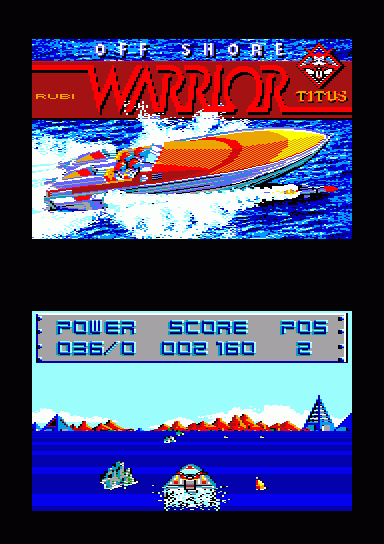 OFF SHORE
WARRIOR
RUBI
TITUS
POWER SCORE POS
036/0 002160 2